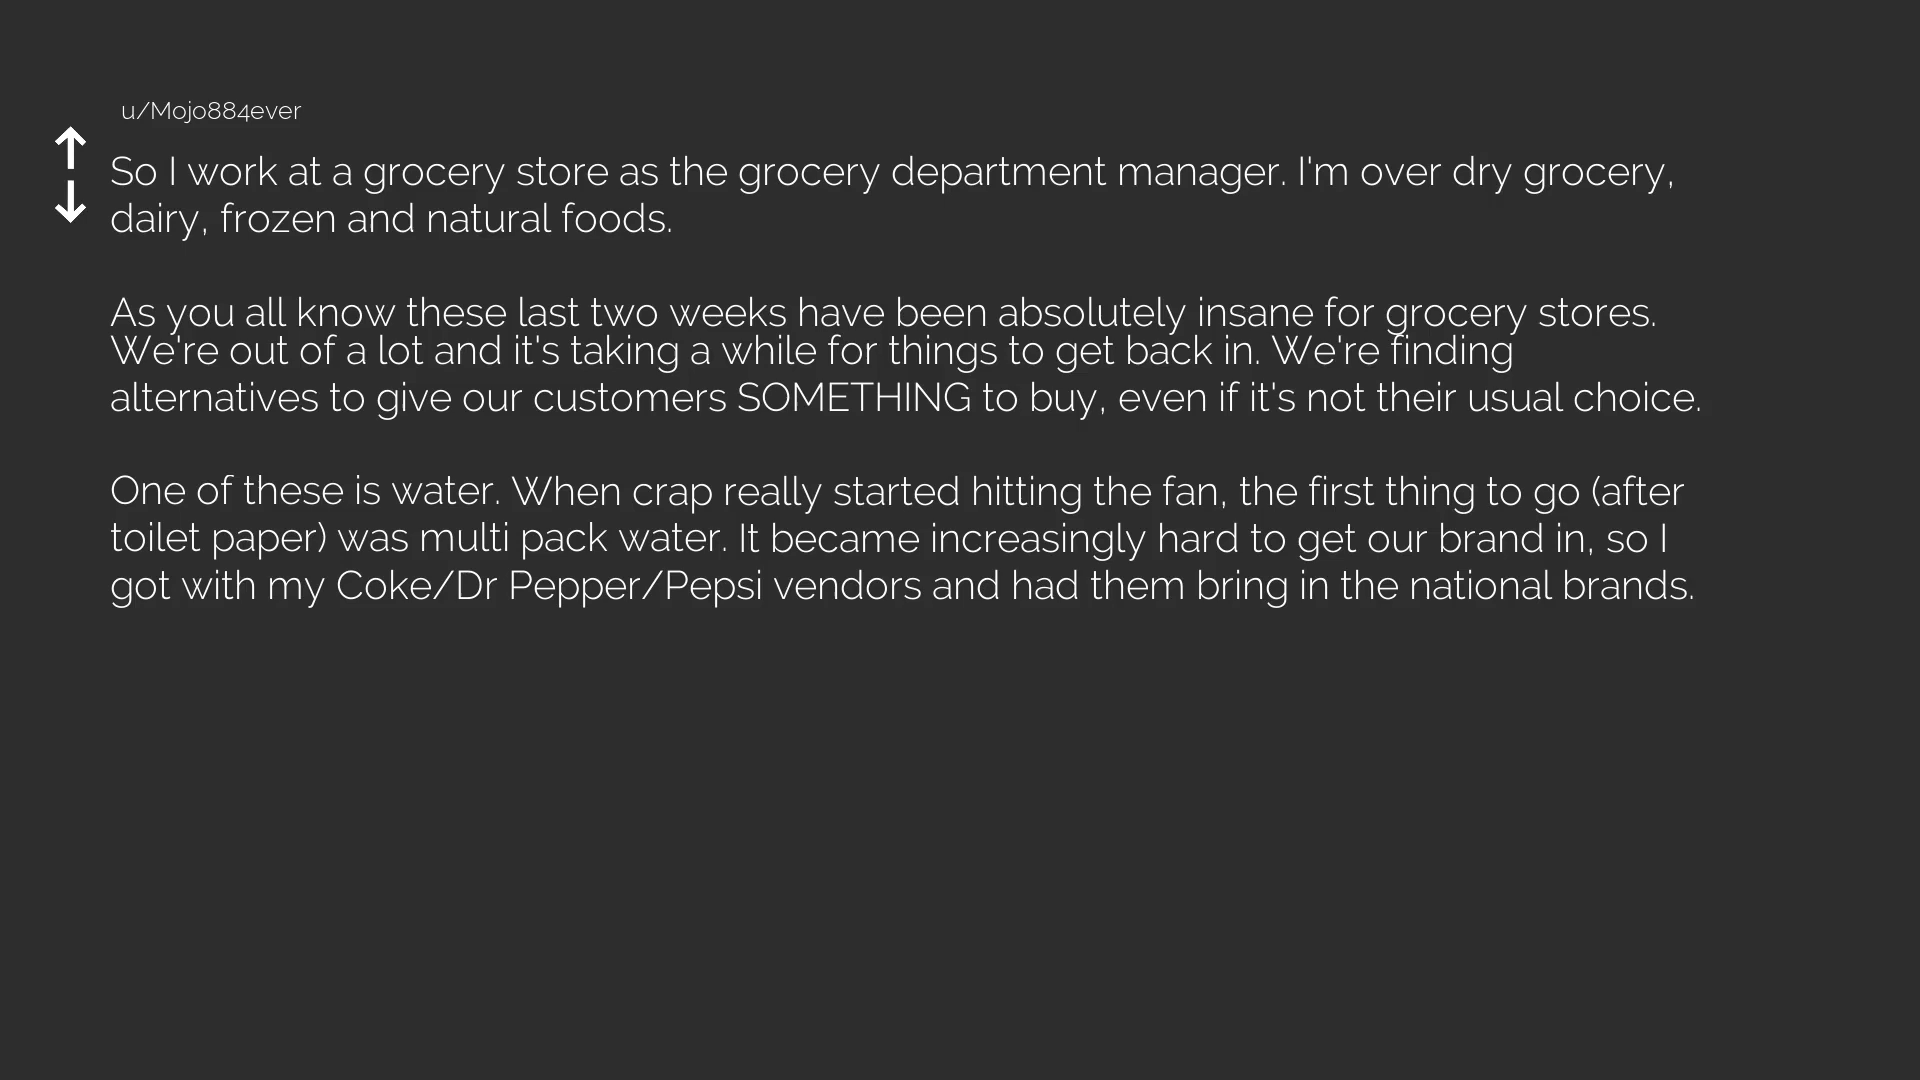 u/Mojo884ever
So I work at a grocery store as the grocery department manager. I'm over dry grocery,
dairy, frozen and natural foods.
As you all know these last two weeks have been absolutely insane for grocery stores.
We're out of a lot and it's taking a while for things to get back in. We're finding
alternatives to give our customers SOMETHING to buy, even if it's not their usual choice.
One of these is water. When crap really started hitting the fan, the first thing to go (after
toilet paper) was multi pack water. It became increasingly hard to get our brand in, so I
got with my Coke/Dr Pepper/Pepsi vendors and had them bring in the national brands.